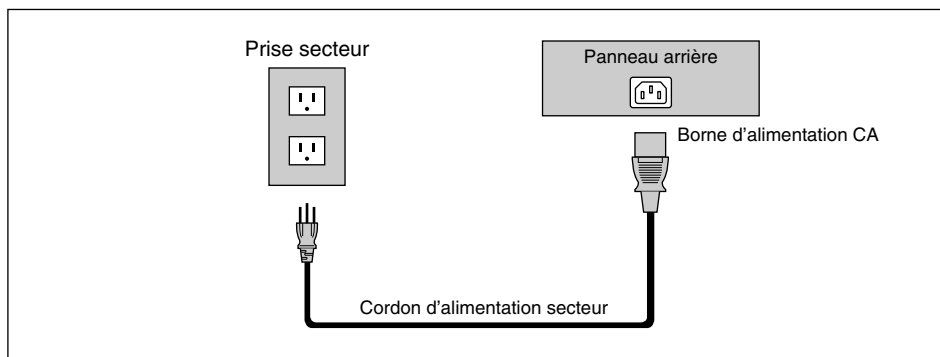 Prise secteur
Panneau arrière
Borne d’alimentation CA
Cordon d’alimentation secteur